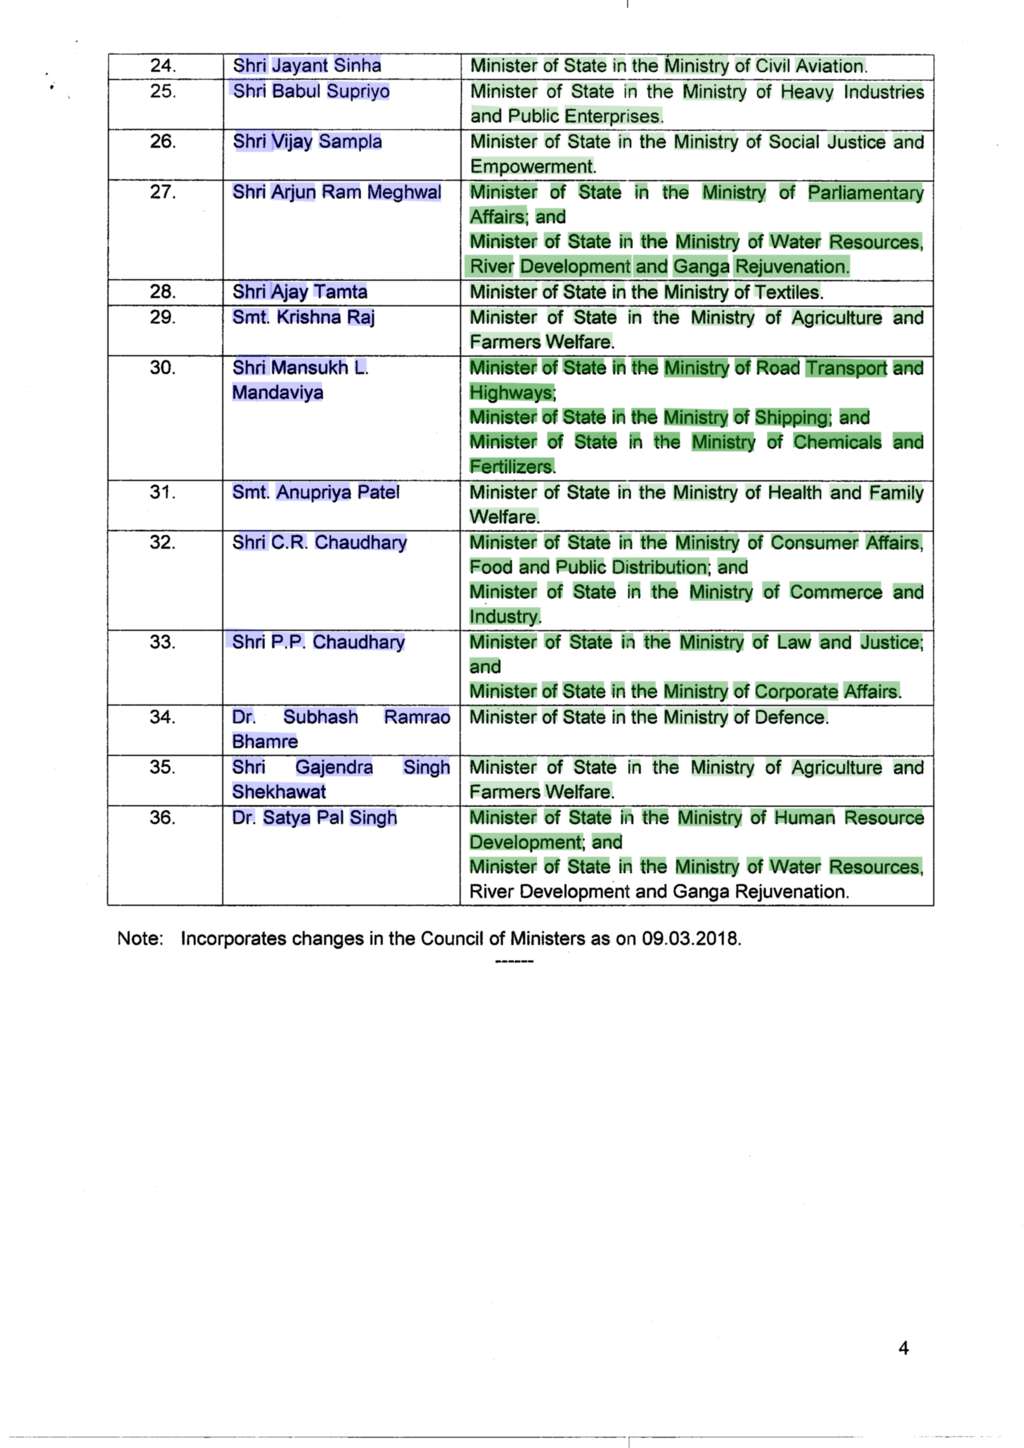 24. Shri Jayant Sinha Minister of State in the Ministry of Civil Aviation.
25. Shri Babul Supriyo Minister of State in the Ministry of Heavy Industries
and Public Enterprises.
26. Shri Vijay Sampla Minister of State in the Ministry of Social Justice and
Empowerment.
27. Shri Arjun Ram Meghwal Minister of State in the Ministry of Parliamentary
Affairs; and
Minister of State in the Ministry of Water Resources,
River Development and Ganga Rejuvenation.
28. Shri Ajay Tamta Minister of State in the Ministry of Textiles.
29. Smt. Krishna Raj Minister of State in the Ministry of Agriculture and
Farmers Welfare.
30. Shri Mansukh L. Minister of State in the Ministry of Road Transport and
Mandaviya Highways;
Minister of State in the Ministry of Shipping; and
Minister of State in the Ministry of Chemicals and
Fertilizers.
31. Smt. Anupriya Patel Minister of State in the Ministry of Health and Family
Welfare.
32. Shri C.R. Chaudhary Minister of State in the Ministry of Consumer Affairs,
Food and Public Distribution; and
Minister of State in the Ministry of Commerce and
Industry.
33. Shri P.P. Chaudhary Minister of State in the Ministry of Law and Justice;
and
Minister of State in the Ministry of Corporate Affairs.
34. Dr. Subhash Ramrao Minister of State in the Ministry of Defence.
Bhamre
35. Shri Gajendra Singh Minister of State in the Ministry of Agriculture and
Shekhawat Farmers Welfare.
36. Dr. Satya Pal Singh Minister of State in the Ministry of Human Resource
Development; and
Minister of State in the Ministry of Water Resources,
River Development and Ganga Rejuvenation.
Note: Incorporates changes in the Council of Ministers as on 09.03.2018.
------
4